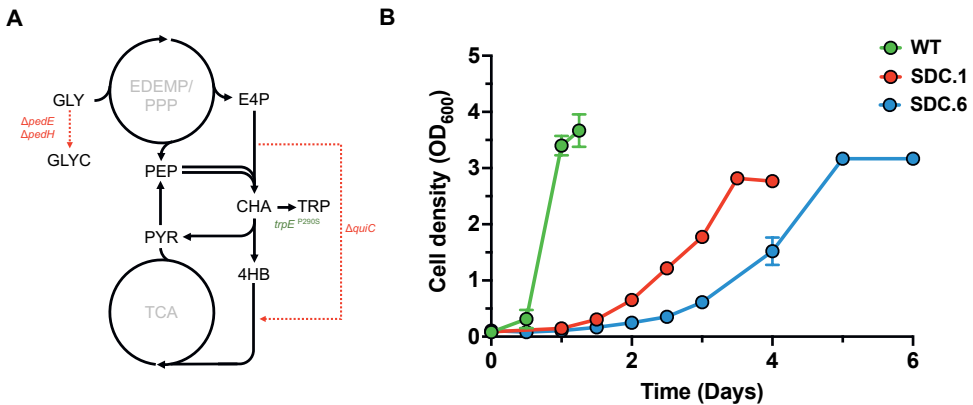 A
EDEMP/
PPP
GLY
E4P
ΔpedE
ΔpedH
GLYC
PEP
CHA
TRP
trpE P290S
ΔquiC
PYR
4HB
TCA
B
WT
SDC.1
SDC.6
Cell density (OD600)
5
4
3
2
1
0
0
2
4
6
Time (Days)